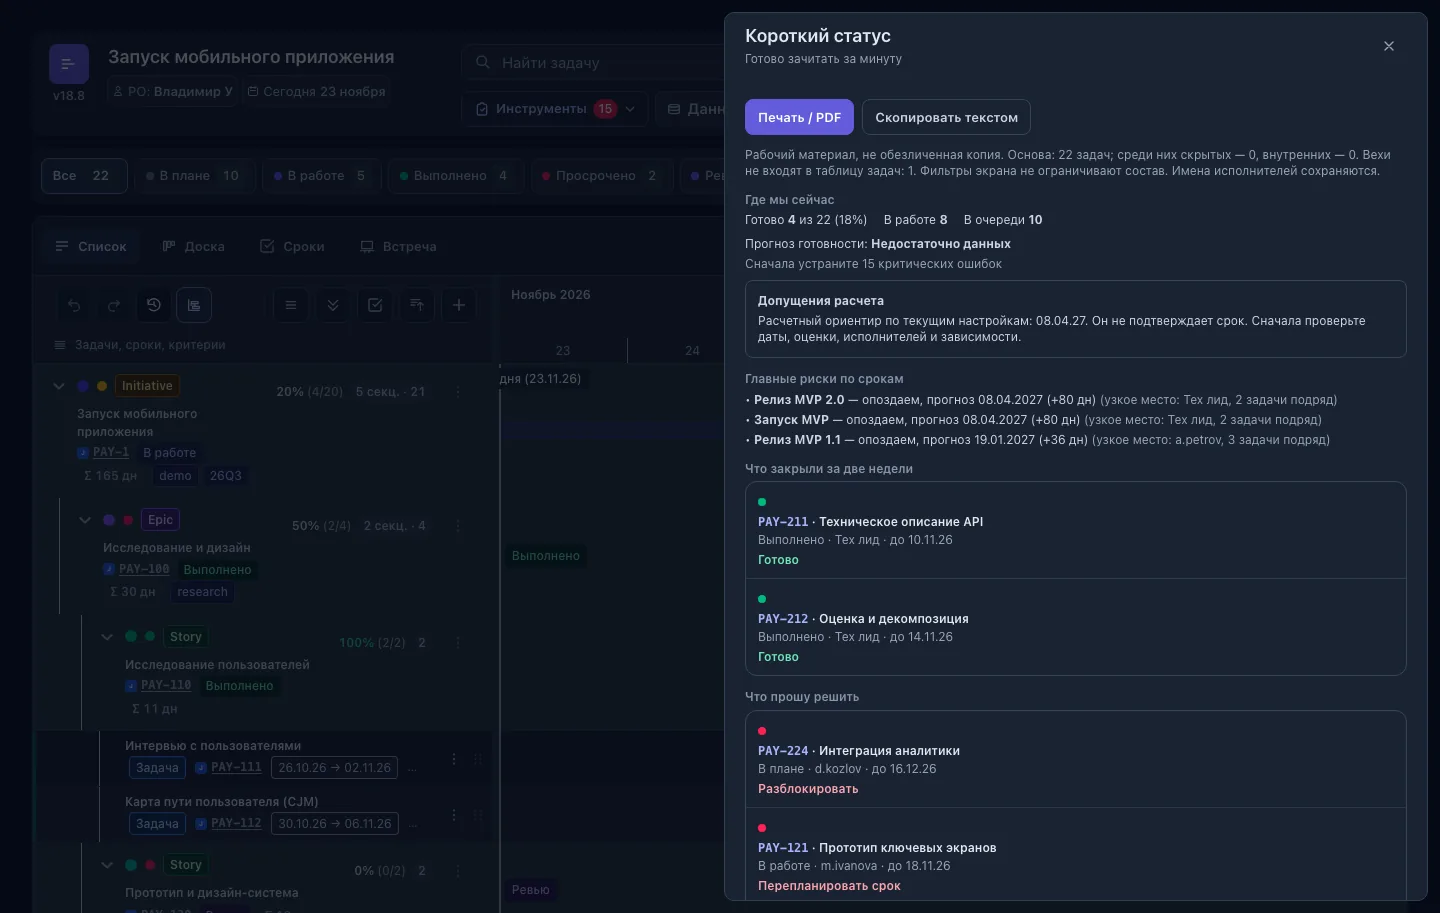 Запуск мобильного приложения
v18.8
PO: Владимир У
Сегодня 23 ноября
Найти задачу
Инструменты 15
Данн
Все 22
В плане 10
В работе 5
Выполнено 4
Просрочено 2
Рев
Список
Доска
Сроки
Встреча
Ноябрь 2026
Задачи, сроки, критерии
23
24
дня (23.11.26)
Initiative
20% (4/20)
5 секц. · 21
Запуск мобильного
приложения
PAY-1
В работе
Σ 165 дн
demo
26Q3
Epic
50% (2/4)
2 секц. · 4
Исследование и дизайн
PAY-100
Выполнено
Σ 30 дн
research
Выполнено
Story
100% (2/2)
2
Исследование пользователей
PAY-110
Выполнено
Σ 11 дн
Интервью с пользователями
Задача
PAY-111
26.10.26 → 02.11.26
...
Карта пути пользователя (CJM)
Задача
PAY-112
30.10.26 → 06.11.26
...
Story
0% (0/2)
2
Прототип и дизайн-система
Ревью
Короткий статус
Готово зачитать за минуту
Печать / PDF
Скопировать текстом
Рабочий материал, не обезличенная копия. Основа: 22 задач; среди них скрытых — 0, внутренних — 0. Вехи
не входят в таблицу задач: 1. Фильтры экрана не ограничивают состав. Имена исполнителей сохраняются.
Где мы сейчас
Готово 4 из 22 (18%) В работе 8 В очереди 10
Прогноз готовности: Недостаточно данных
Сначала устраните 15 критических ошибок
Допущения расчета
Расчетный ориентир по текущим настройкам: 08.04.27. Он не подтверждает срок. Сначала проверьте
даты, оценки, исполнителей и зависимости.
Главные риски по срокам
• Релиз MVP 2.0 — опоздаем, прогноз 08.04.2027 (+80 дн) (узкое место: Тех лид, 2 задачи подряд)
• Запуск MVP — опоздаем, прогноз 08.04.2027 (+80 дн) (узкое место: Тех лид, 2 задачи подряд)
• Релиз MVP 1.1 — опоздаем, прогноз 19.01.2027 (+36 дн) (узкое место: a.petrov, 3 задачи подряд)
Что закрыли за две недели
PAY-211 · Техническое описание API
Выполнено · Тех лид · до 10.11.26
Готово
PAY-212 · Оценка и декомпозиция
Выполнено · Тех лид · до 14.11.26
Готово
Что прошу решить
PAY-224 · Интеграция аналитики
В плане · d.kozlov · до 16.12.26
Разблокировать
PAY-121 · Прототип ключевых экранов
В работе · m.ivanova · до 18.11.26
Перепланировать срок